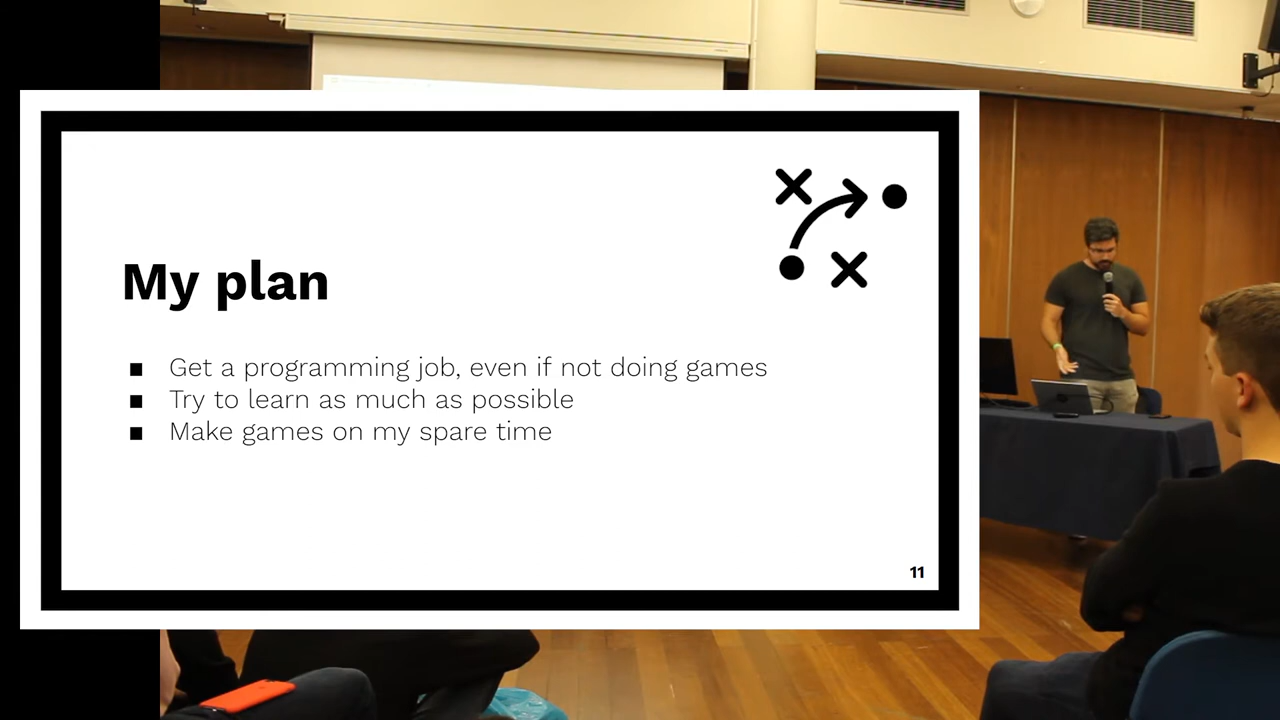 My plan
▪ Get a programming job, even if not doing games
▪ Try to learn as much as possible
▪ Make games on my spare time
11